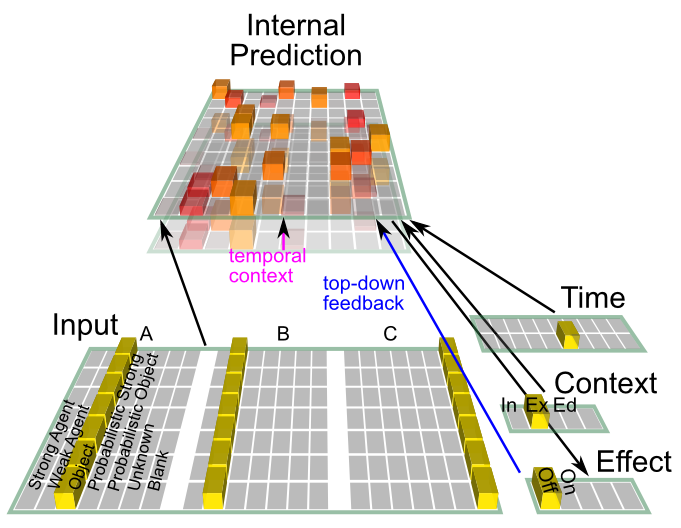 Internal
Prediction
temporal
context
top-down
feedback
Time
Input
A
B
C
Context
In Ex Ed
Strong Agent
Weak Agent
Object
Probabilistic Strong
Probabilistic Object
Unknown
Blank
Effect
Off
On